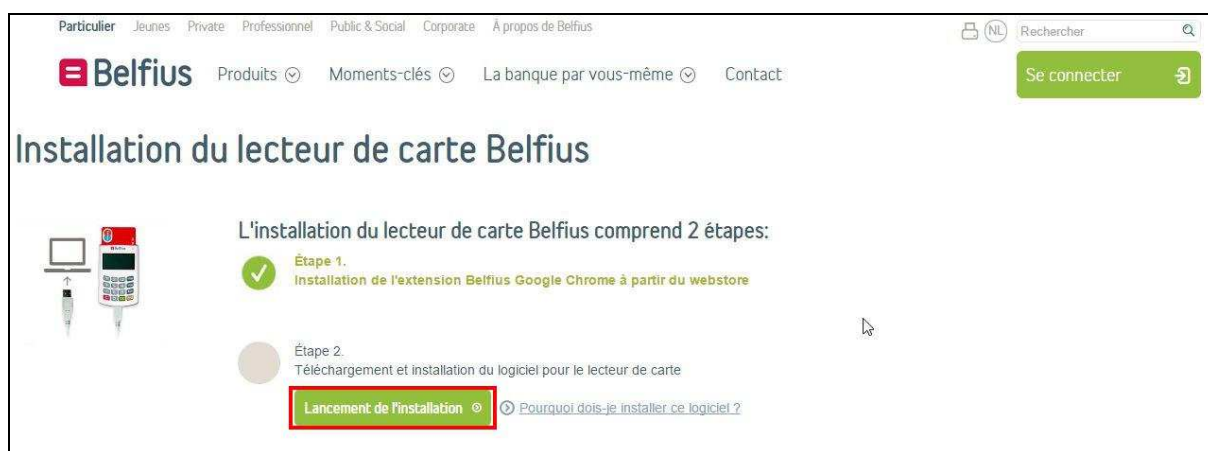 Particulier Jeunes Private Professionnel Public & Social Corporate À propos de Belfius
NL Rechercher
Belfius Produits Moments-clés La banque par vous-même Contact Se connecter
Installation du lecteur de carte Belfius
L'installation du lecteur de carte Belfius comprend 2 étapes:
Étape 1.
Installation de l'extension Belfius Google Chrome à partir du webstore
Étape 2.
Téléchargement et installation du logiciel pour le lecteur de carte
Lancement de l'installation Pourquoi dois-je installer ce logiciel ?